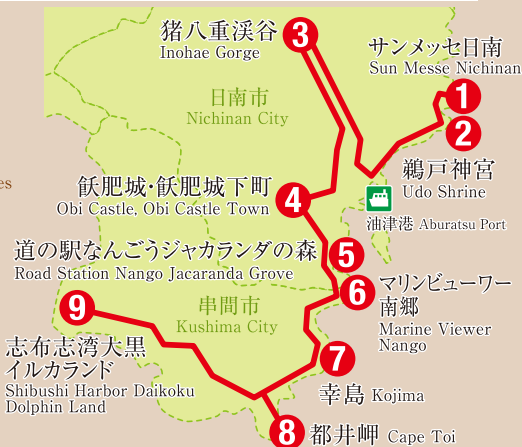 猪八重渓谷
Inohae Gorge
3
サンメッセ日南
Sun Messe Nichinan
1
2
日南市
Nichinan City
鵜戸神宮
Udo Shrine
es
飫肥城・飫肥城下町
Obi Castle, Obi Castle Town
4
油津港 Aburatsu Port
道の駅なんごうジャカランダの森
Road Station Nango Jacaranda Grove
5
6
マリンビューワー
南郷
Marine Viewer
Nango
9
串間市
Kushima City
志布志湾大黒
イルカランド
Shibushi Harbor Daikoku
Dolphin Land
7
幸島 Kojima
8
都井岬 Cape Toi